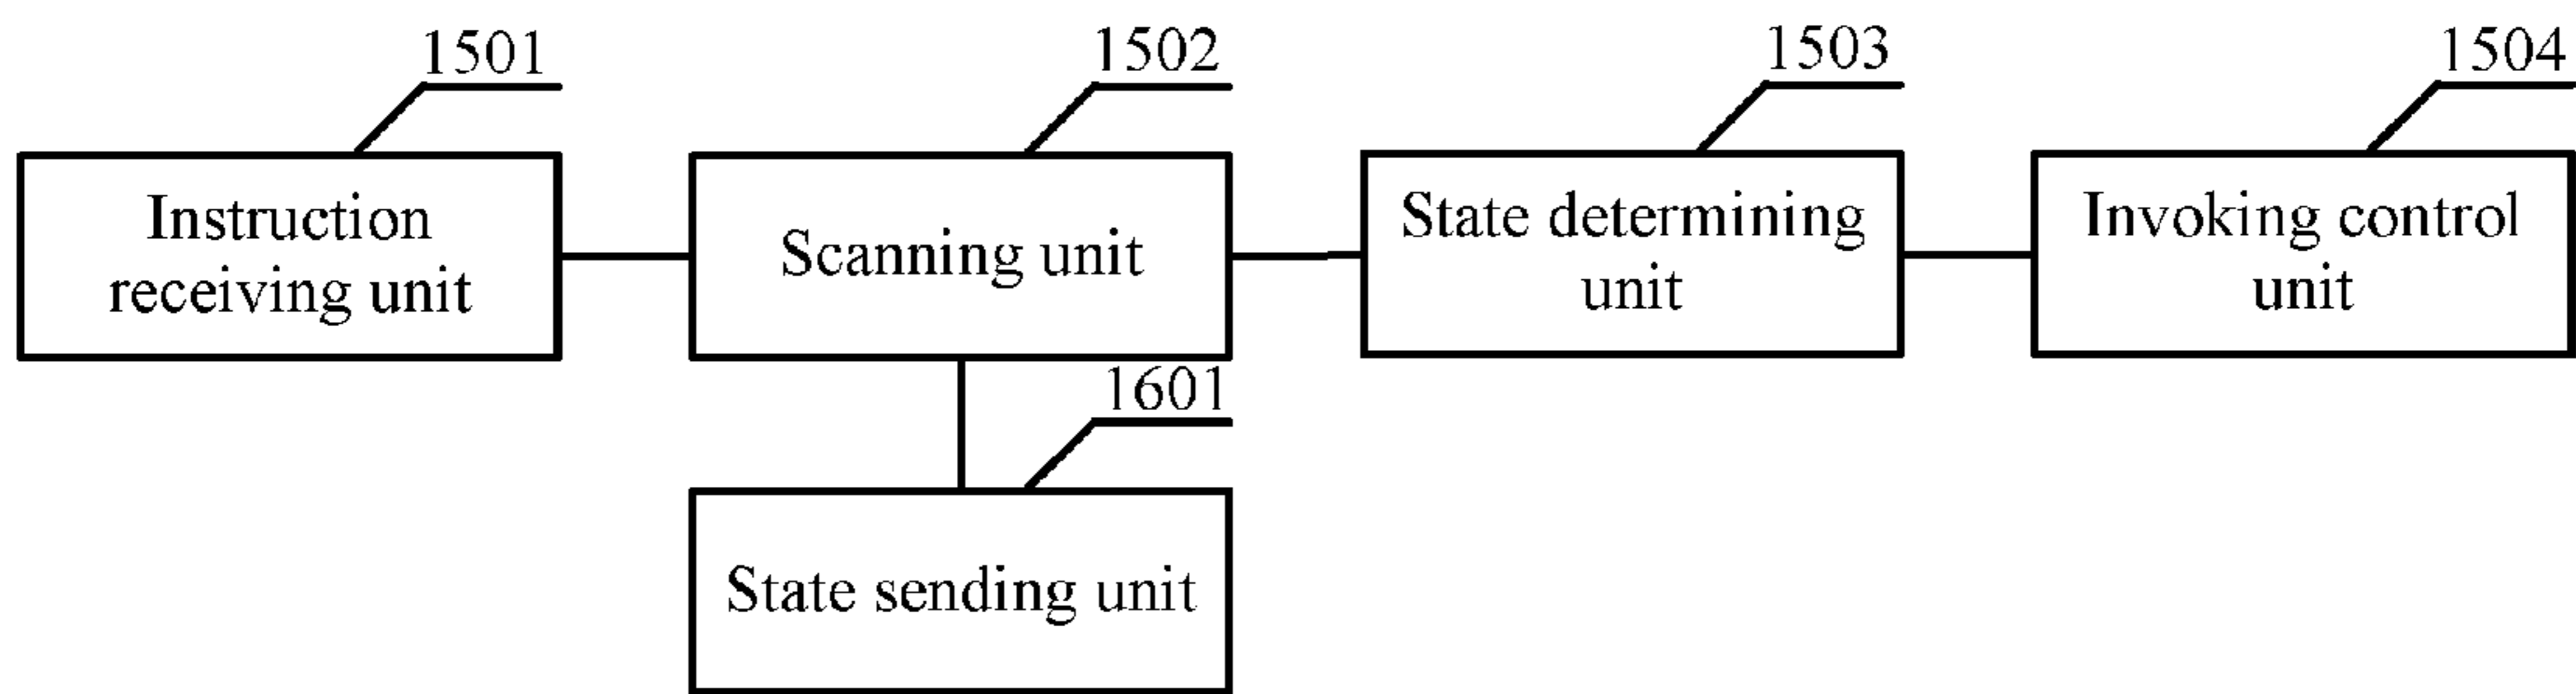 1501
1502
1503
1504
Instruction
receiving unit
Scanning unit
State determining
unit
Invoking control
unit
1601
State sending unit